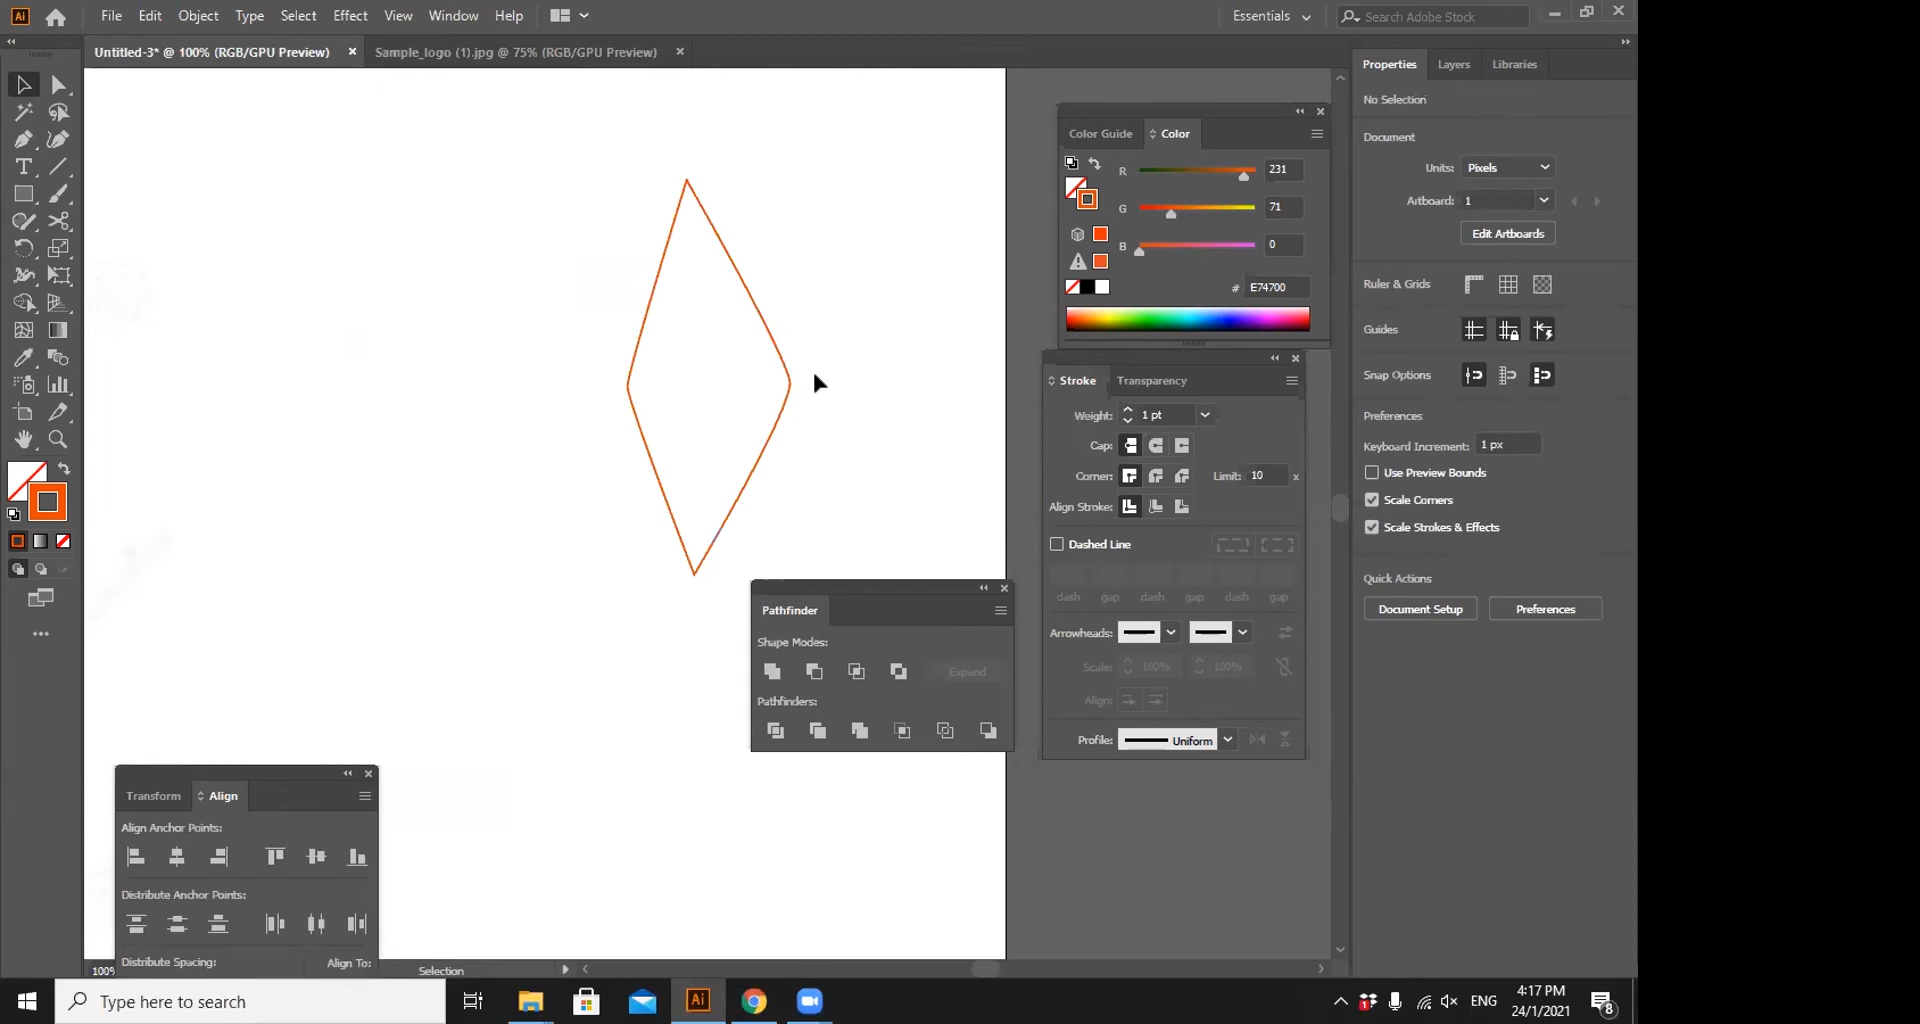 Ai File Edit Object Type Select Effect View Window Help Essentials Search Adobe Stock
Untitled-3* @ 100% (RGB/GPU Preview) × Sample_logo (1).jpg @ 75% (RGB/GPU Preview) ×
Properties Layers Libraries
No Selection
Document
Units: Pixels
Artboard: 1
Edit Artboards
Ruler & Grids
Guides
Snap Options
Preferences
Keyboard Increment: 1 px
Use Preview Bounds
Scale Corners
Scale Strokes & Effects
Quick Actions
Document Setup Preferences
Color Guide Color
R 231
G 71
B 0
# E74700
Stroke Transparency
Weight: 1 pt
Cap:
Corner: Limit: 10 x
Align Stroke:
Dashed Line
dash gap dash gap dash gap
Arrowheads:
Scale: 100% 100%
Align:
Profile: Uniform
Pathfinder
Shape Modes:
Expand
Pathfinders:
Transform Align
Align Anchor Points:
Distribute Anchor Points:
Distribute Spacing: Align To:
100% Selection
Type here to search
Ai
1
ENG
4:17 PM
24/1/2021
8